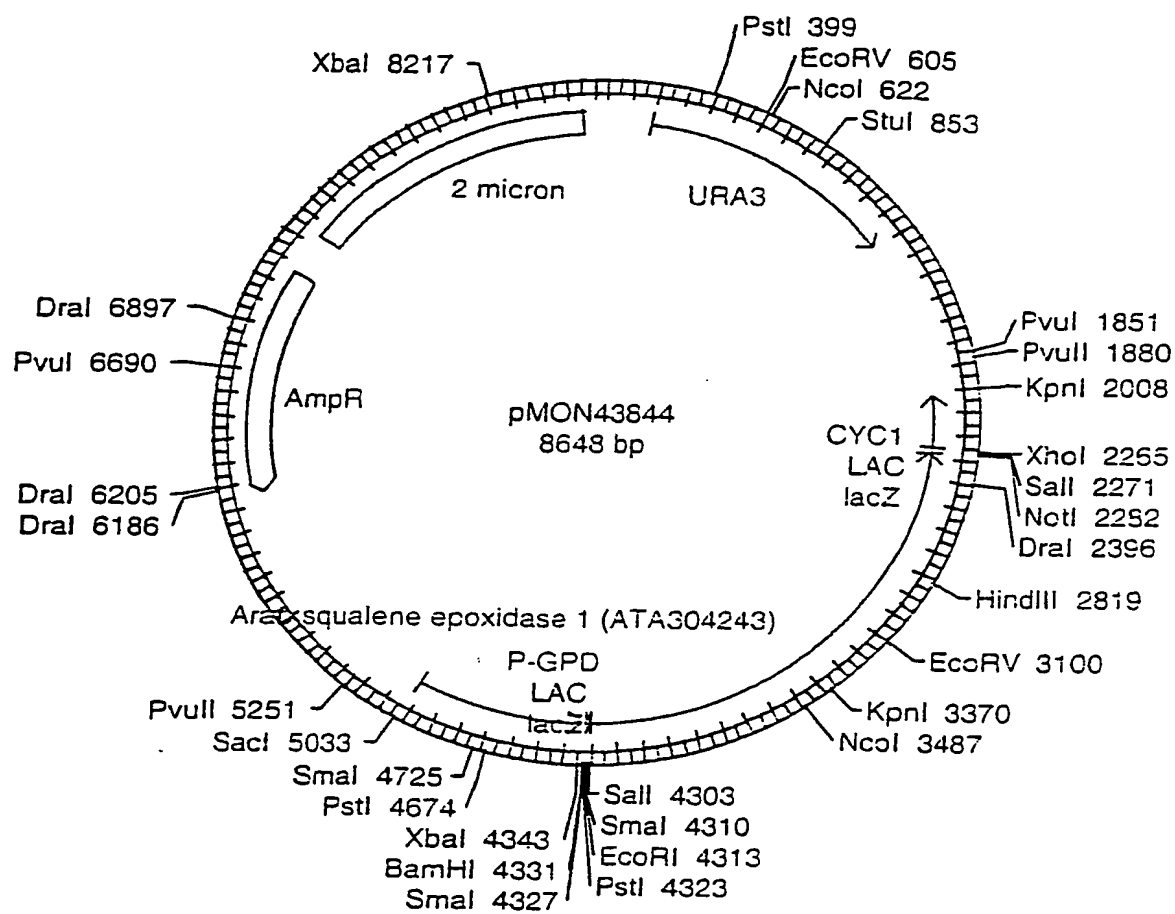 PstI 399
EcoRV 605
NcoI 622
StuI 853
XbaI 8217
2 micron
URA3
DraI 6897
PvuI 6690
AmpR
DraI 6205
DraI 6186
pMON43844
8648 bp
PvuI 1851
PvuII 1880
KpnI 2008
CYC1
LAC
lacZ
XhoI 2265
SalI 2271
NotI 2282
DraI 2396
HindIII 2819
EcoRV 3100
KpnI 3370
NcoI 3487
squalene epoxidase 1 (ATA304243)
P-GPD
LAC
lacZ
PvuII 5251
SacI 5033
SmaI 4725
PstI 4674
XbaI 4343
BamHI 4331
SmaI 4327
SalI 4303
SmaI 4310
EcoRI 4313
PstI 4323